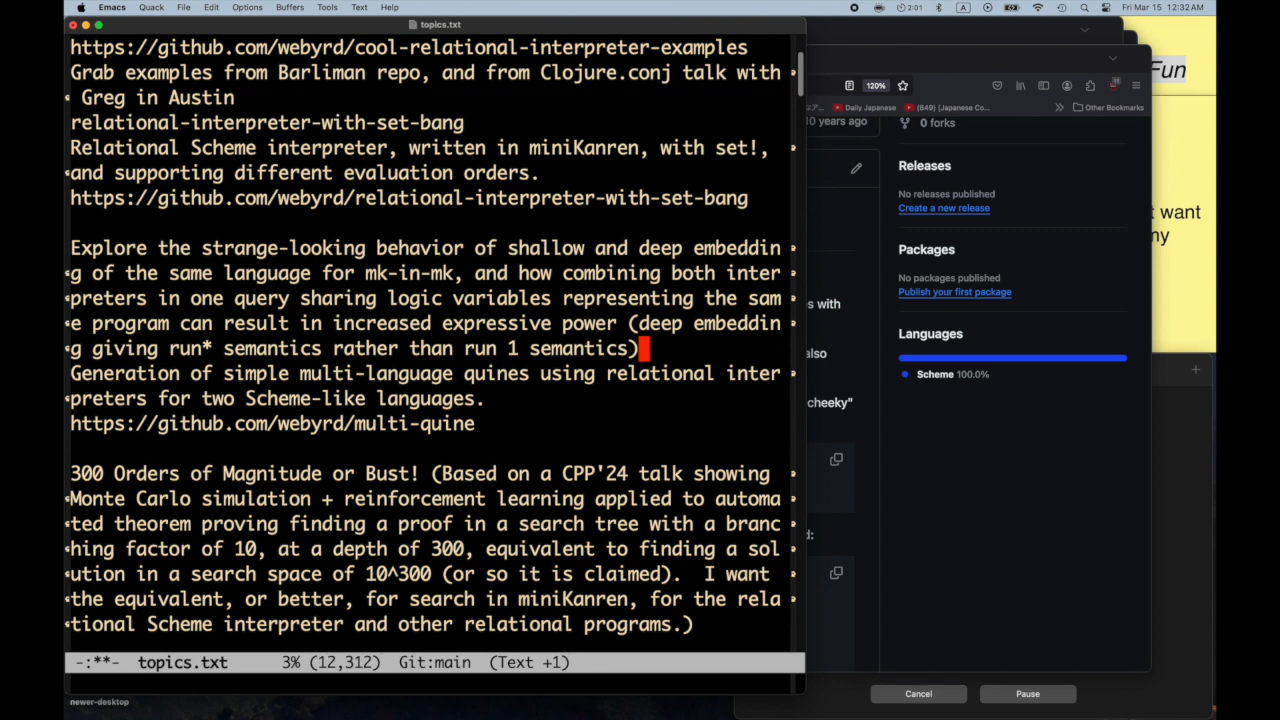 Emacs Quack File Edit Options Buffers Tools Text Help
2:01 A Fri Mar 15 12:32 AM
topics.txt
https://github.com/webyrd/cool-relational-interpreter-examples
Grab examples from Barliman repo, and from Clojure.conj talk with
Greg in Austin
relational-interpreter-with-set-bang
Relational Scheme interpreter, written in miniKanren, with set!,
and supporting different evaluation orders.
https://github.com/webyrd/relational-interpreter-with-set-bang
Explore the strange-looking behavior of shallow and deep embeddin
g of the same language for mk-in-mk, and how combining both inter
preters in one query sharing logic variables representing the sam
e program can result in increased expressive power (deep embeddin
g giving run* semantics rather than run 1 semantics)
Generation of simple multi-language quines using relational inter
preters for two Scheme-like languages.
https://github.com/webyrd/multi-quine
300 Orders of Magnitude or Bust! (Based on a CPP'24 talk showing
Monte Carlo simulation + reinforcement learning applied to automa
ted theorem proving finding a proof in a search tree with a branc
hing factor of 10, at a depth of 300, equivalent to finding a sol
ution in a search space of 10^300 (or so it is claimed).  I want
the equivalent, or better, for search in miniKanren, for the rela
tional Scheme interpreter and other relational programs.)
-:**-  topics.txt  3% (12,312)  Git:main  (Text +1)
newer-desktop
120%
Daily Japanese (849) [Japanese Co... Other Bookmarks
10 years ago
0 forks
Releases
No releases published
Create a new release
Packages
No packages published
Publish your first package
Languages
Scheme 100.0%
s with
also
cheeky"
d:
Fun
t want
my
Cancel Pause